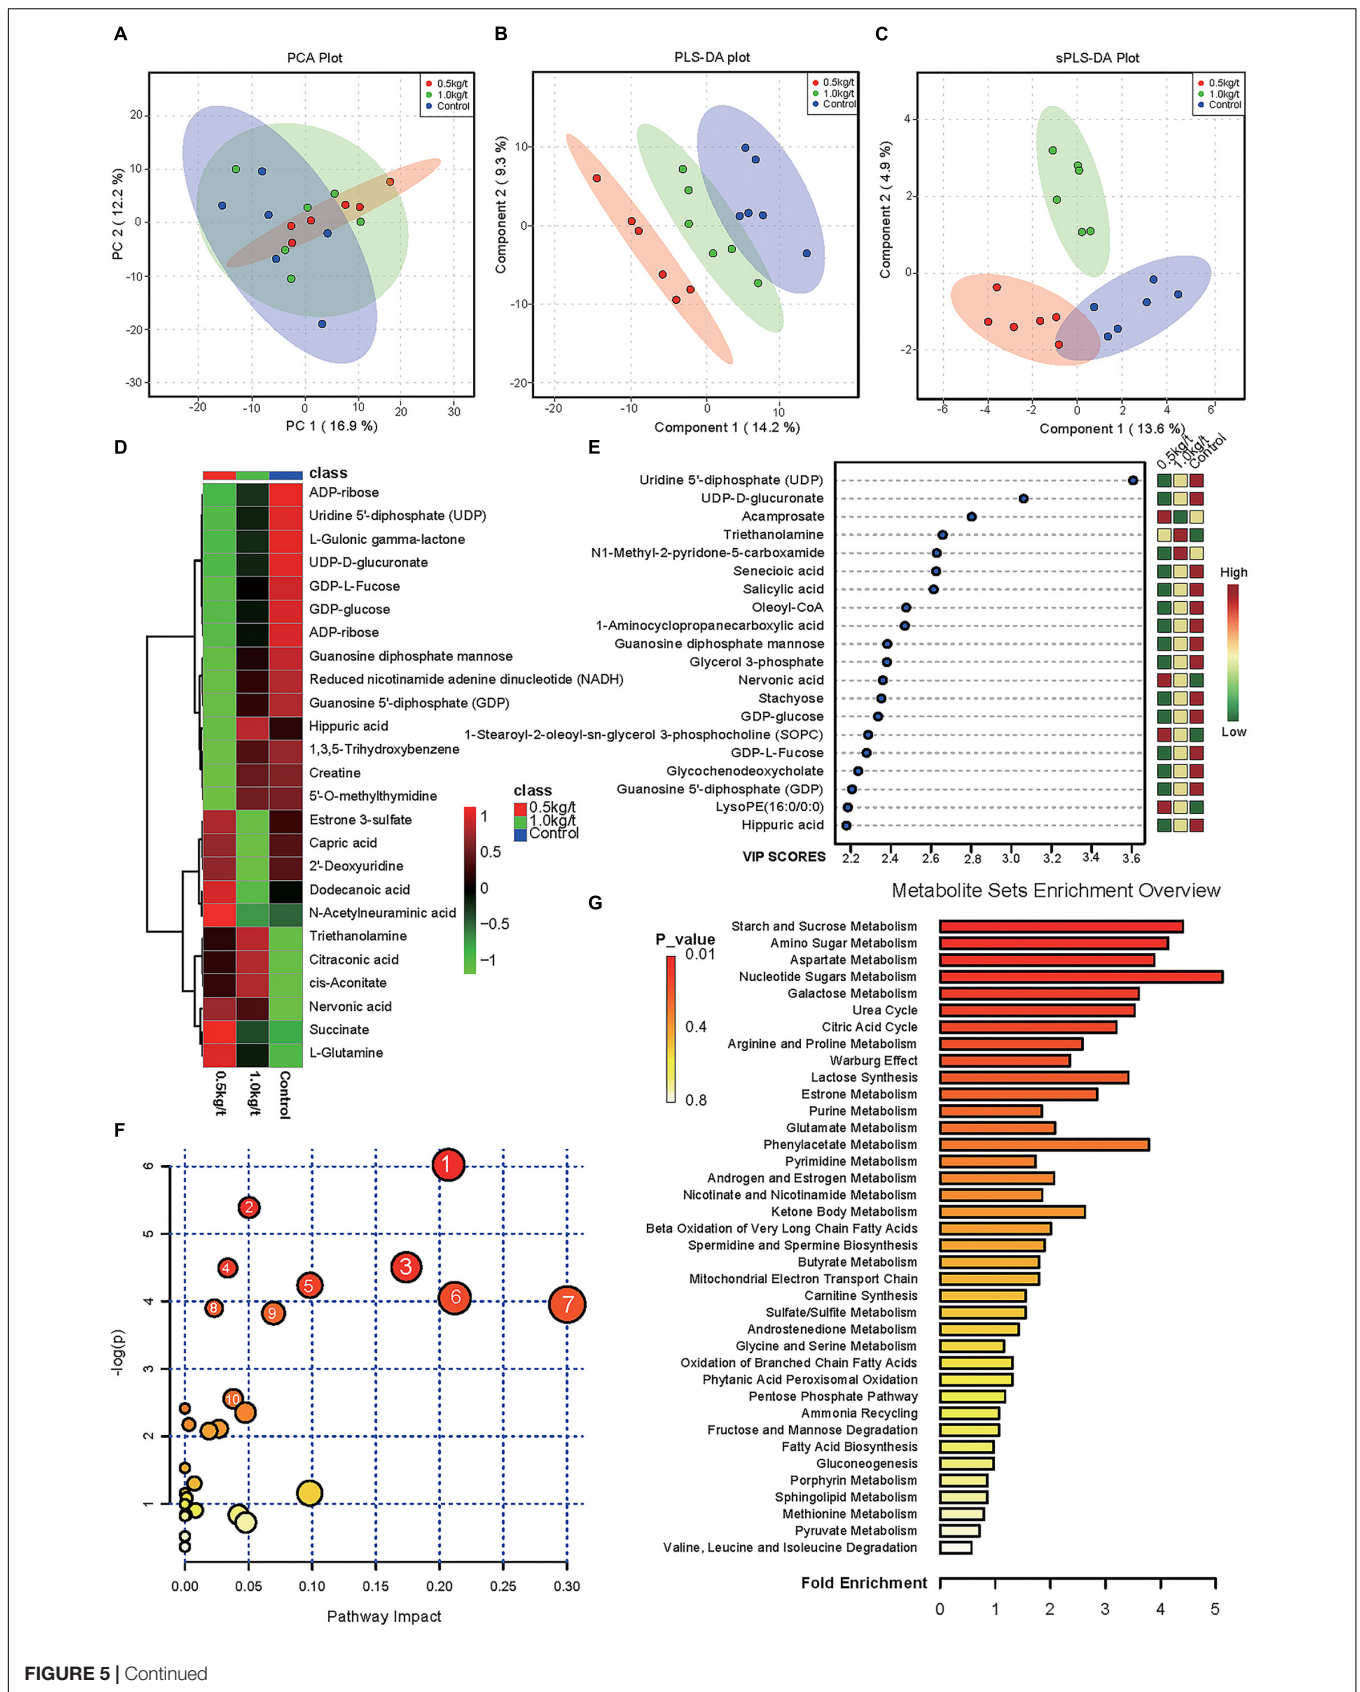 A
PCA Plot
0.5kg/t
1.0kg/t
Control
PC 2 ( 12.2 %)
20
10
0
-10
-20
-30
-20
-10
0
10
20
30
PC 1 ( 16.9 %)
B
PLS-DA plot
0.5kg/t
1.0kg/t
Control
Component 2 ( 9.3 %)
10
0
-10
-20
-20
-10
0
10
Component 1 ( 14.2 %)
C
sPLS-DA Plot
0.5kg/t
1.0kg/t
Control
Component 2 ( 4.9 %)
4
2
0
-2
-6
-4
-2
0
2
4
6
Component 1 ( 13.6 %)
D
class
ADP-ribose
Uridine 5'-diphosphate (UDP)
L-Gulonic gamma-lactone
UDP-D-glucuronate
GDP-L-Fucose
GDP-glucose
ADP-ribose
Guanosine diphosphate mannose
Reduced nicotinamide adenine dinucleotide (NADH)
Guanosine 5'-diphosphate (GDP)
Hippuric acid
1,3,5-Trihydroxybenzene
Creatine
5'-O-methylthymidine
Estrone 3-sulfate
Capric acid
2'-Deoxyuridine
Dodecanoic acid
N-Acetylneuraminic acid
Triethanolamine
Citraconic acid
cis-Aconitate
Nervonic acid
Succinate
L-Glutamine
0.5kg/t
1.0kg/t
Control
1
0.5
0
−0.5
−1
class
0.5kg/t
1.0kg/t
Control
E
0.5kg/t
1.0kg/t
Control
Uridine 5'-diphosphate (UDP)
UDP-D-glucuronate
Acamprosate
Triethanolamine
N1-Methyl-2-pyridone-5-carboxamide
Senecioic acid
Salicylic acid
Oleoyl-CoA
1-Aminocyclopropanecarboxylic acid
Guanosine diphosphate mannose
Glycerol 3-phosphate
Nervonic acid
Stachyose
GDP-glucose
1-Stearoyl-2-oleoyl-sn-glycerol 3-phosphocholine (SOPC)
GDP-L-Fucose
Glycochenodeoxycholate
Guanosine 5'-diphosphate (GDP)
LysoPE(16:0/0:0)
Hippuric acid
VIP SCORES
2.2
2.4
2.6
2.8
3.0
3.2
3.4
3.6
High
Low
F
-log(p)
6
5
4
3
2
1
1
2
3
4
5
6
7
8
9
10
0.00
0.05
0.10
0.15
0.20
0.25
0.30
Pathway Impact
G
Metabolite Sets Enrichment Overview
P_value
0.01
0.4
0.8
Starch and Sucrose Metabolism
Amino Sugar Metabolism
Aspartate Metabolism
Nucleotide Sugars Metabolism
Galactose Metabolism
Urea Cycle
Citric Acid Cycle
Arginine and Proline Metabolism
Warburg Effect
Lactose Synthesis
Estrone Metabolism
Purine Metabolism
Glutamate Metabolism
Phenylacetate Metabolism
Pyrimidine Metabolism
Androgen and Estrogen Metabolism
Nicotinate and Nicotinamide Metabolism
Ketone Body Metabolism
Beta Oxidation of Very Long Chain Fatty Acids
Spermidine and Spermine Biosynthesis
Butyrate Metabolism
Mitochondrial Electron Transport Chain
Carnitine Synthesis
Sulfate/Sulfite Metabolism
Androstenedione Metabolism
Glycine and Serine Metabolism
Oxidation of Branched Chain Fatty Acids
Phytanic Acid Peroxisomal Oxidation
Pentose Phosphate Pathway
Ammonia Recycling
Fructose and Mannose Degradation
Fatty Acid Biosynthesis
Gluconeogenesis
Porphyrin Metabolism
Sphingolipid Metabolism
Methionine Metabolism
Pyruvate Metabolism
Valine, Leucine and Isoleucine Degradation
Fold Enrichment
0
1
2
3
4
5
FIGURE 5 | Continued